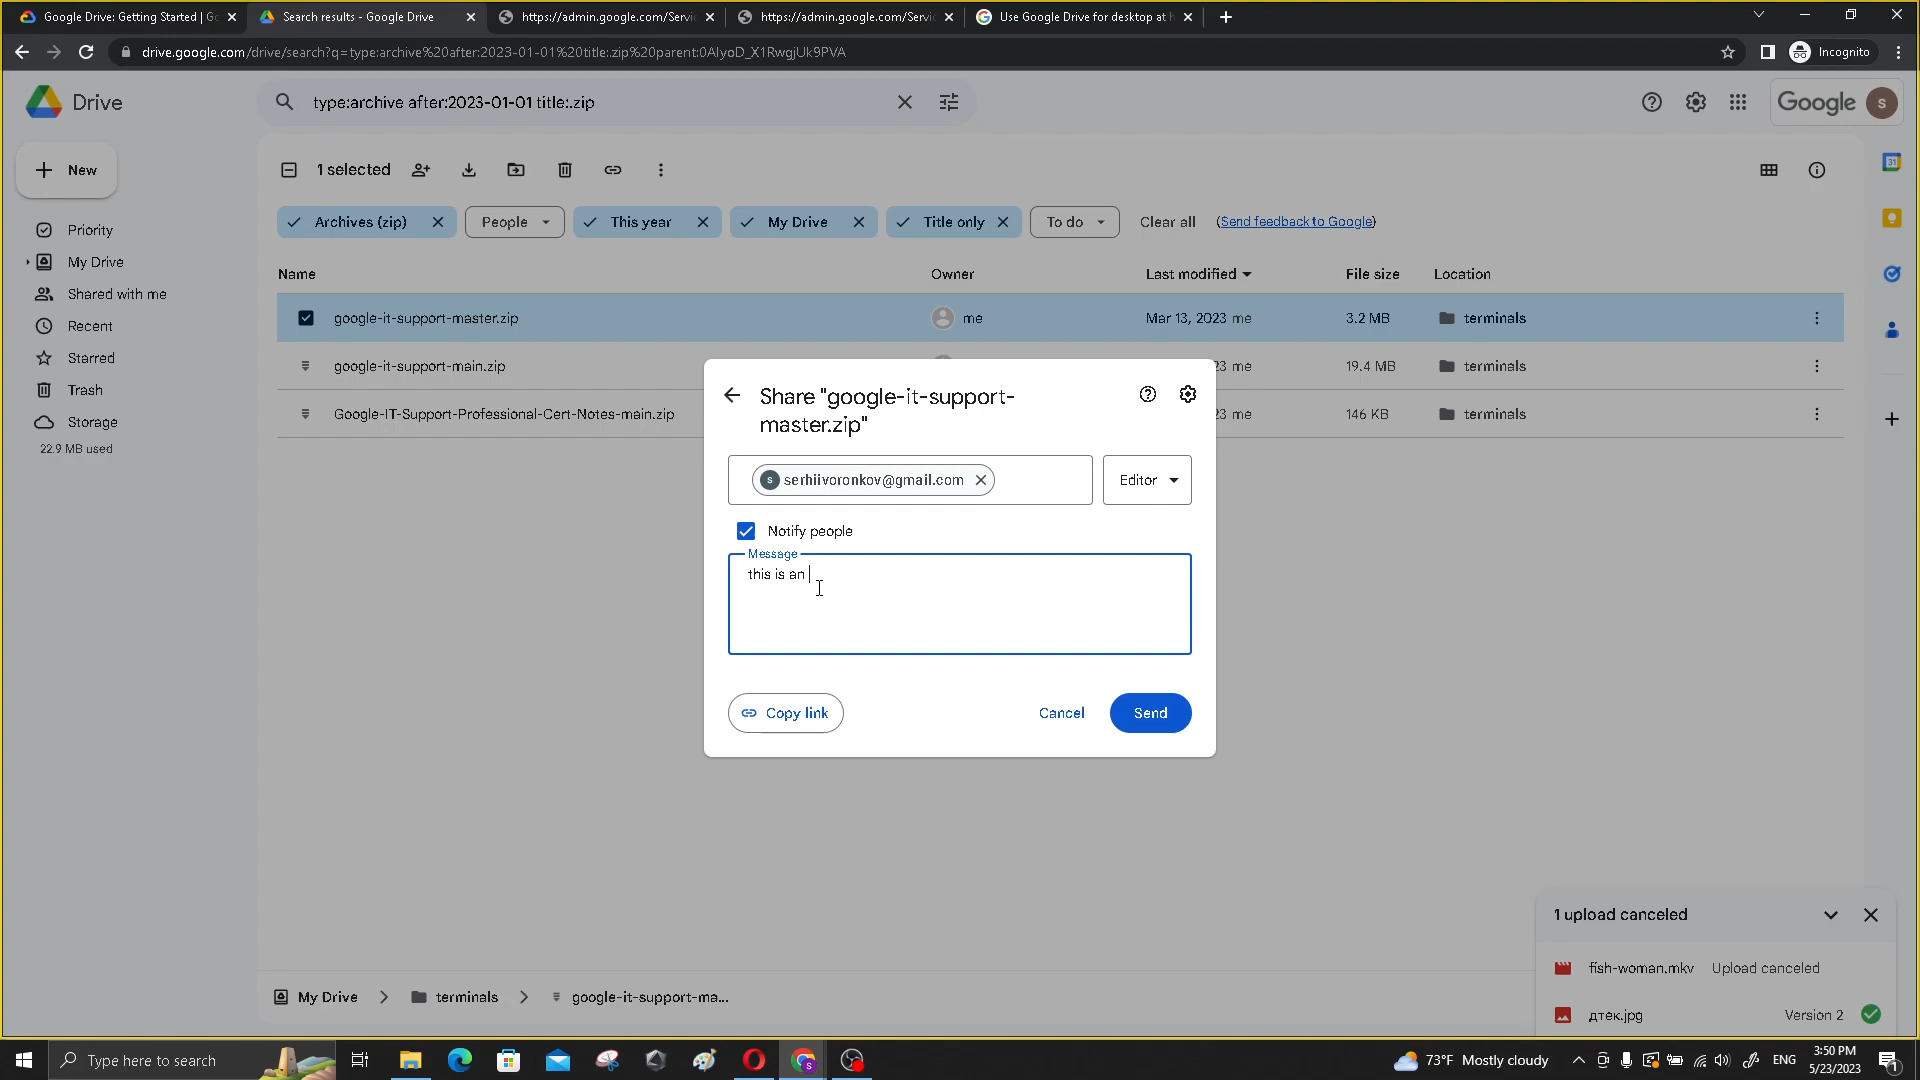 Google Drive: Getting Started | Gc
Search results - Google Drive
https://admin.google.com/Servic
https://admin.google.com/Servic
Use Google Drive for desktop at h
drive.google.com/drive/search?q=type:archive%20after:2023-01-01%20title:.zip%20parent:0AIyoD_X1RwgjUk9PVA
Incognito
Drive
type:archive after:2023-01-01 title:.zip
Google
s
New
1 selected
31
Archives (zip)
People
This year
My Drive
Title only
To do
Clear all
(Send feedback to Google)
Priority
My Drive
Shared with me
Recent
Starred
Trash
Storage
22.9 MB used
Name
Owner
Last modified
File size
Location
google-it-support-master.zip
me
Mar 13, 2023 me
3.2 MB
terminals
google-it-support-main.zip
23 me
19.4 MB
terminals
Google-IT-Support-Professional-Cert-Notes-main.zip
23 me
146 KB
terminals
Share "google-it-support-
master.zip"
s
serhiivoronkov@gmail.com
Editor
Notify people
Message
this is an
Copy link
Cancel
Send
1 upload canceled
fish-woman.mkv
Upload canceled
дтек.jpg
Version 2
My Drive
terminals
google-it-support-ma...
Type here to search
73°F Mostly cloudy
ENG
3:50 PM
5/23/2023
1